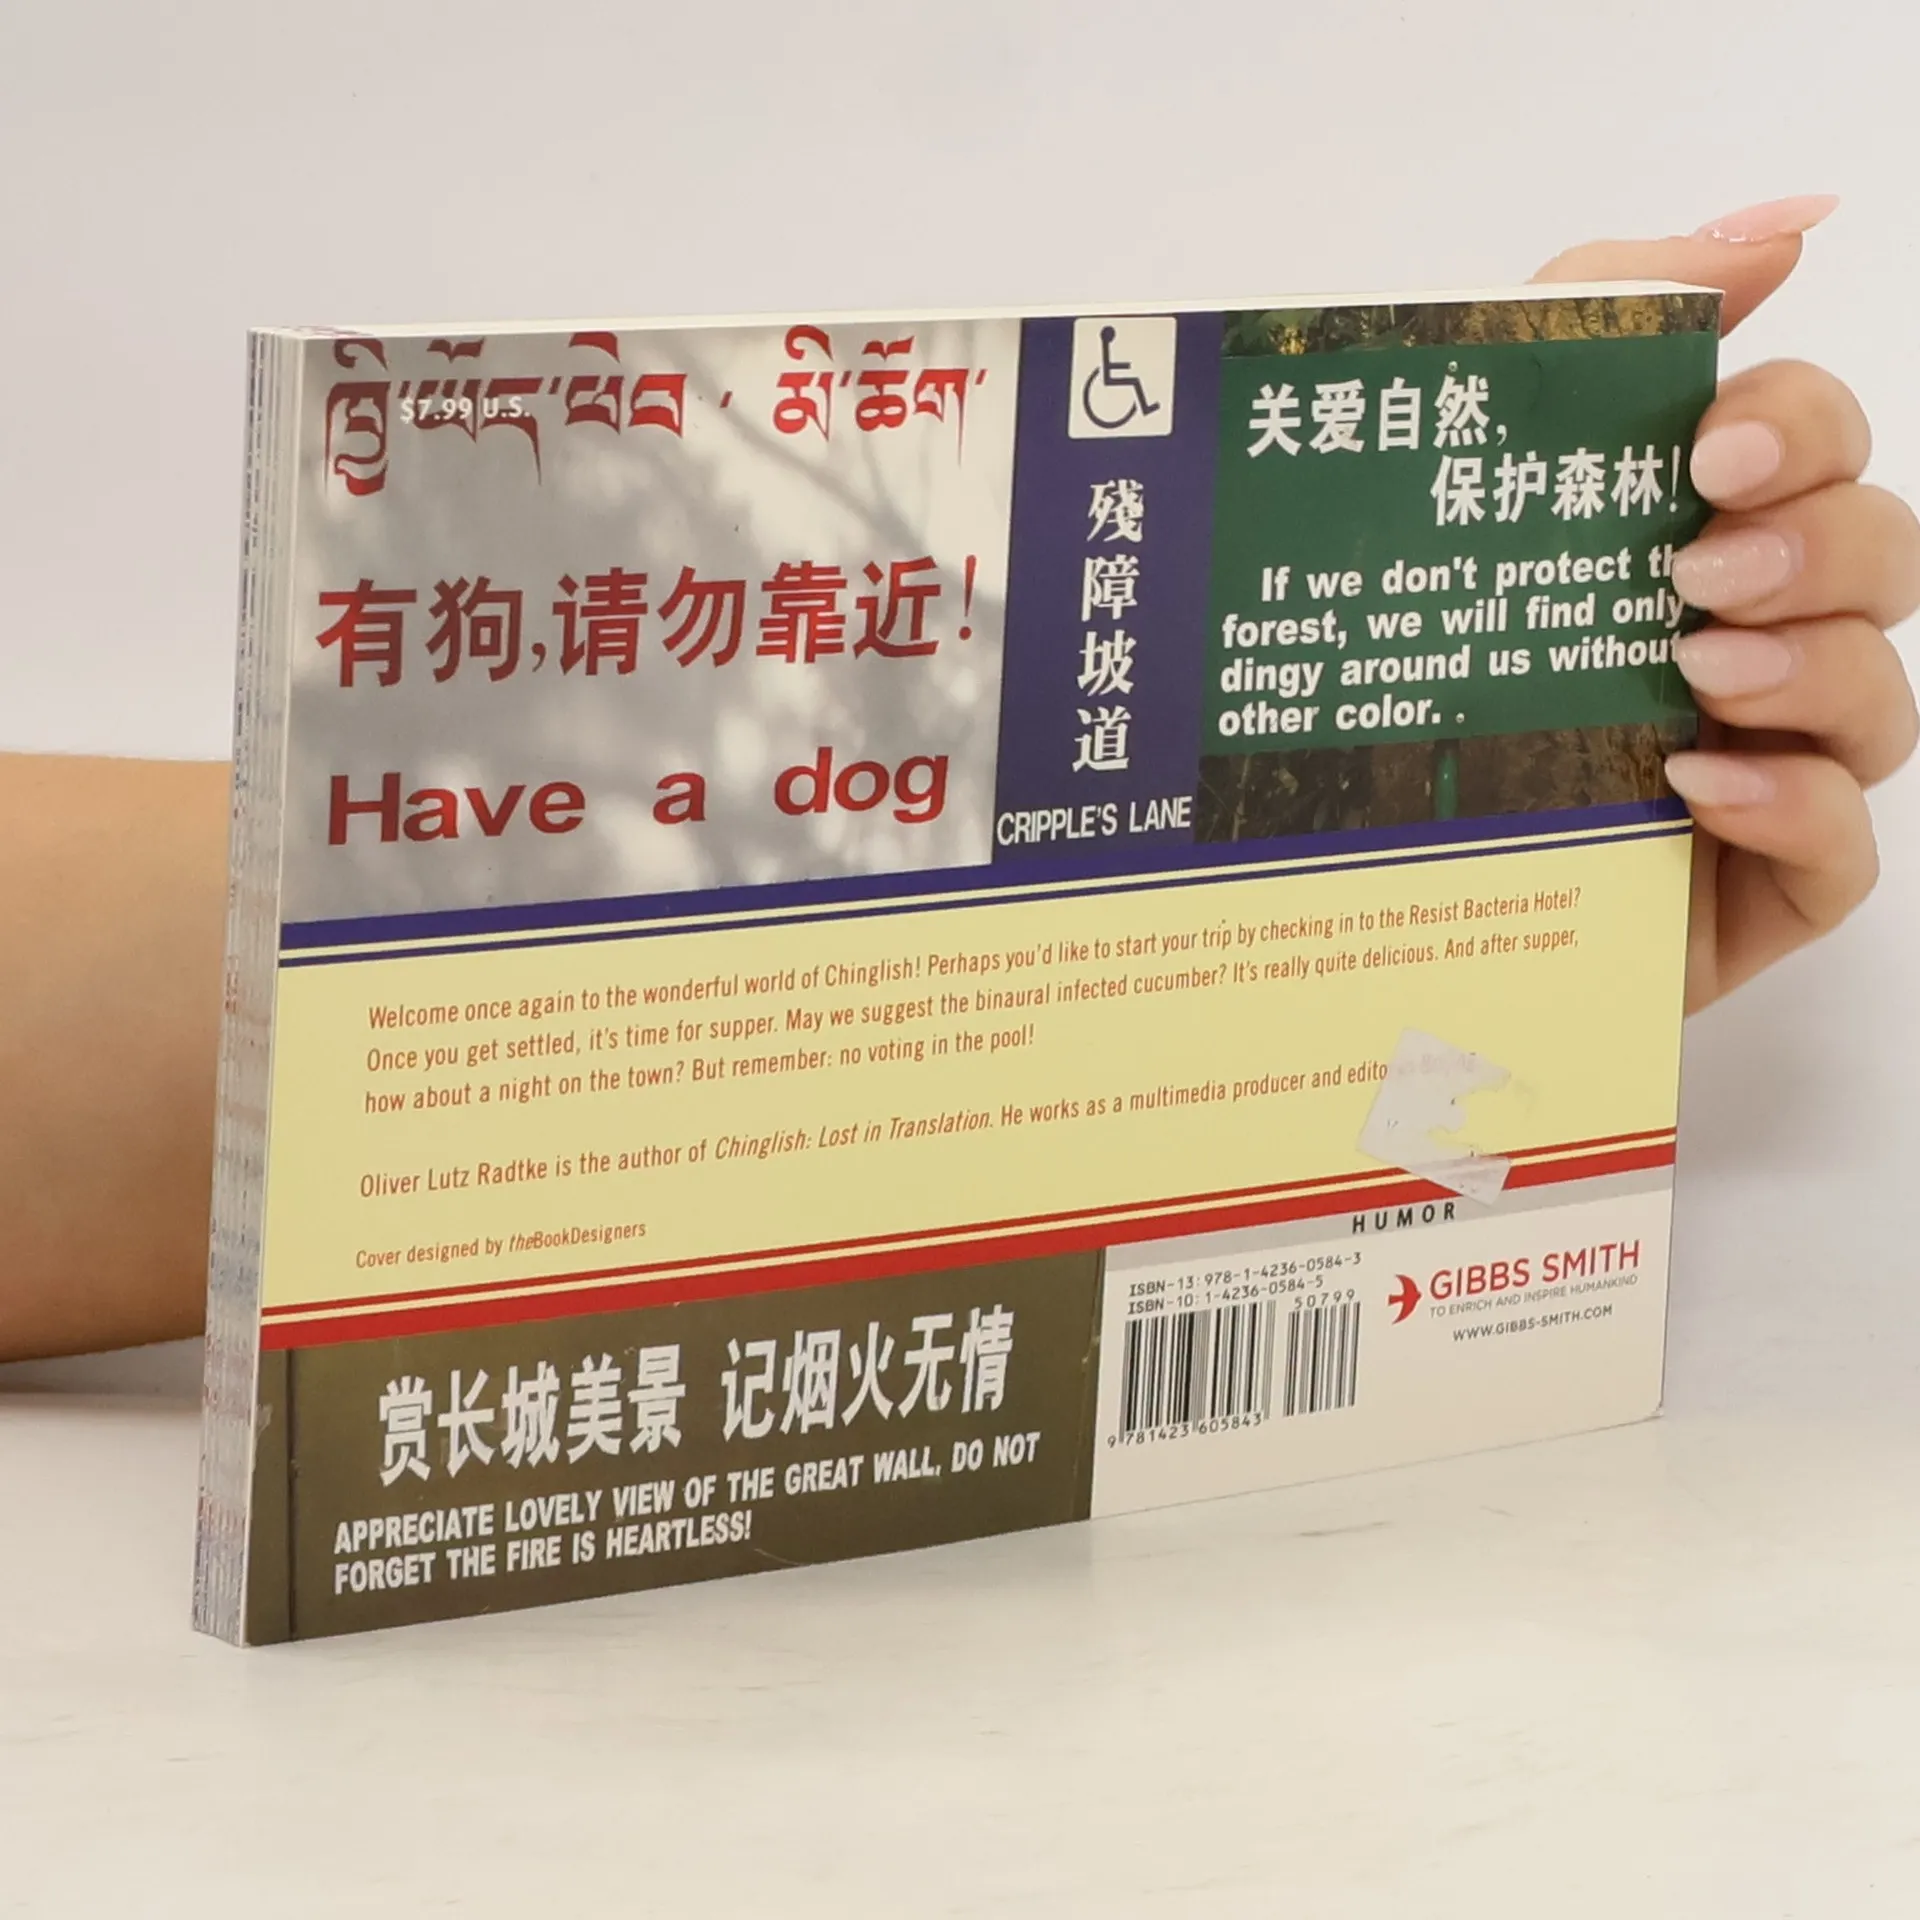 ཁྱི་ཡོད་པེབ་ · མི་ཆོག་
$7.99 U.S.
有狗,请勿靠近!
Have a dog
殘障坡道
CRIPPLE'S LANE
关爱自然,
保护森林!
If we don't protect
forest, we will find only
dingy around us without
other color. .
Welcome once again to the wonderful world of Chinglish! Perhaps you'd like to start your trip by checking in to the Resist Bacteria Hotel?
Once you get settled, it's time for supper. May we suggest the binaural infected cucumber? It's really quite delicious. And after supper,
how about a night on the town? But remember: no voting in the pool!
Oliver Lutz Radtke is the author of Chinglish: Lost in Translation. He works as a multimedia producer and edito
Cover designed by theBookDesigners
HUMOR
赏长城美景 记烟火无情
APPRECIATE LOVELY VIEW OF THE GREAT WALL, DO NOT
FORGET THE FIRE IS HEARTLESS!
ISBN-13: 978-1-4236-0584-3
ISBN-10: 1-4236-0584-5
50799
9 781423 605843
GIBBS SMITH
TO ENRICH AND INSPIRE HUMANKIND
WWW.GIBBS-SMITH.COM